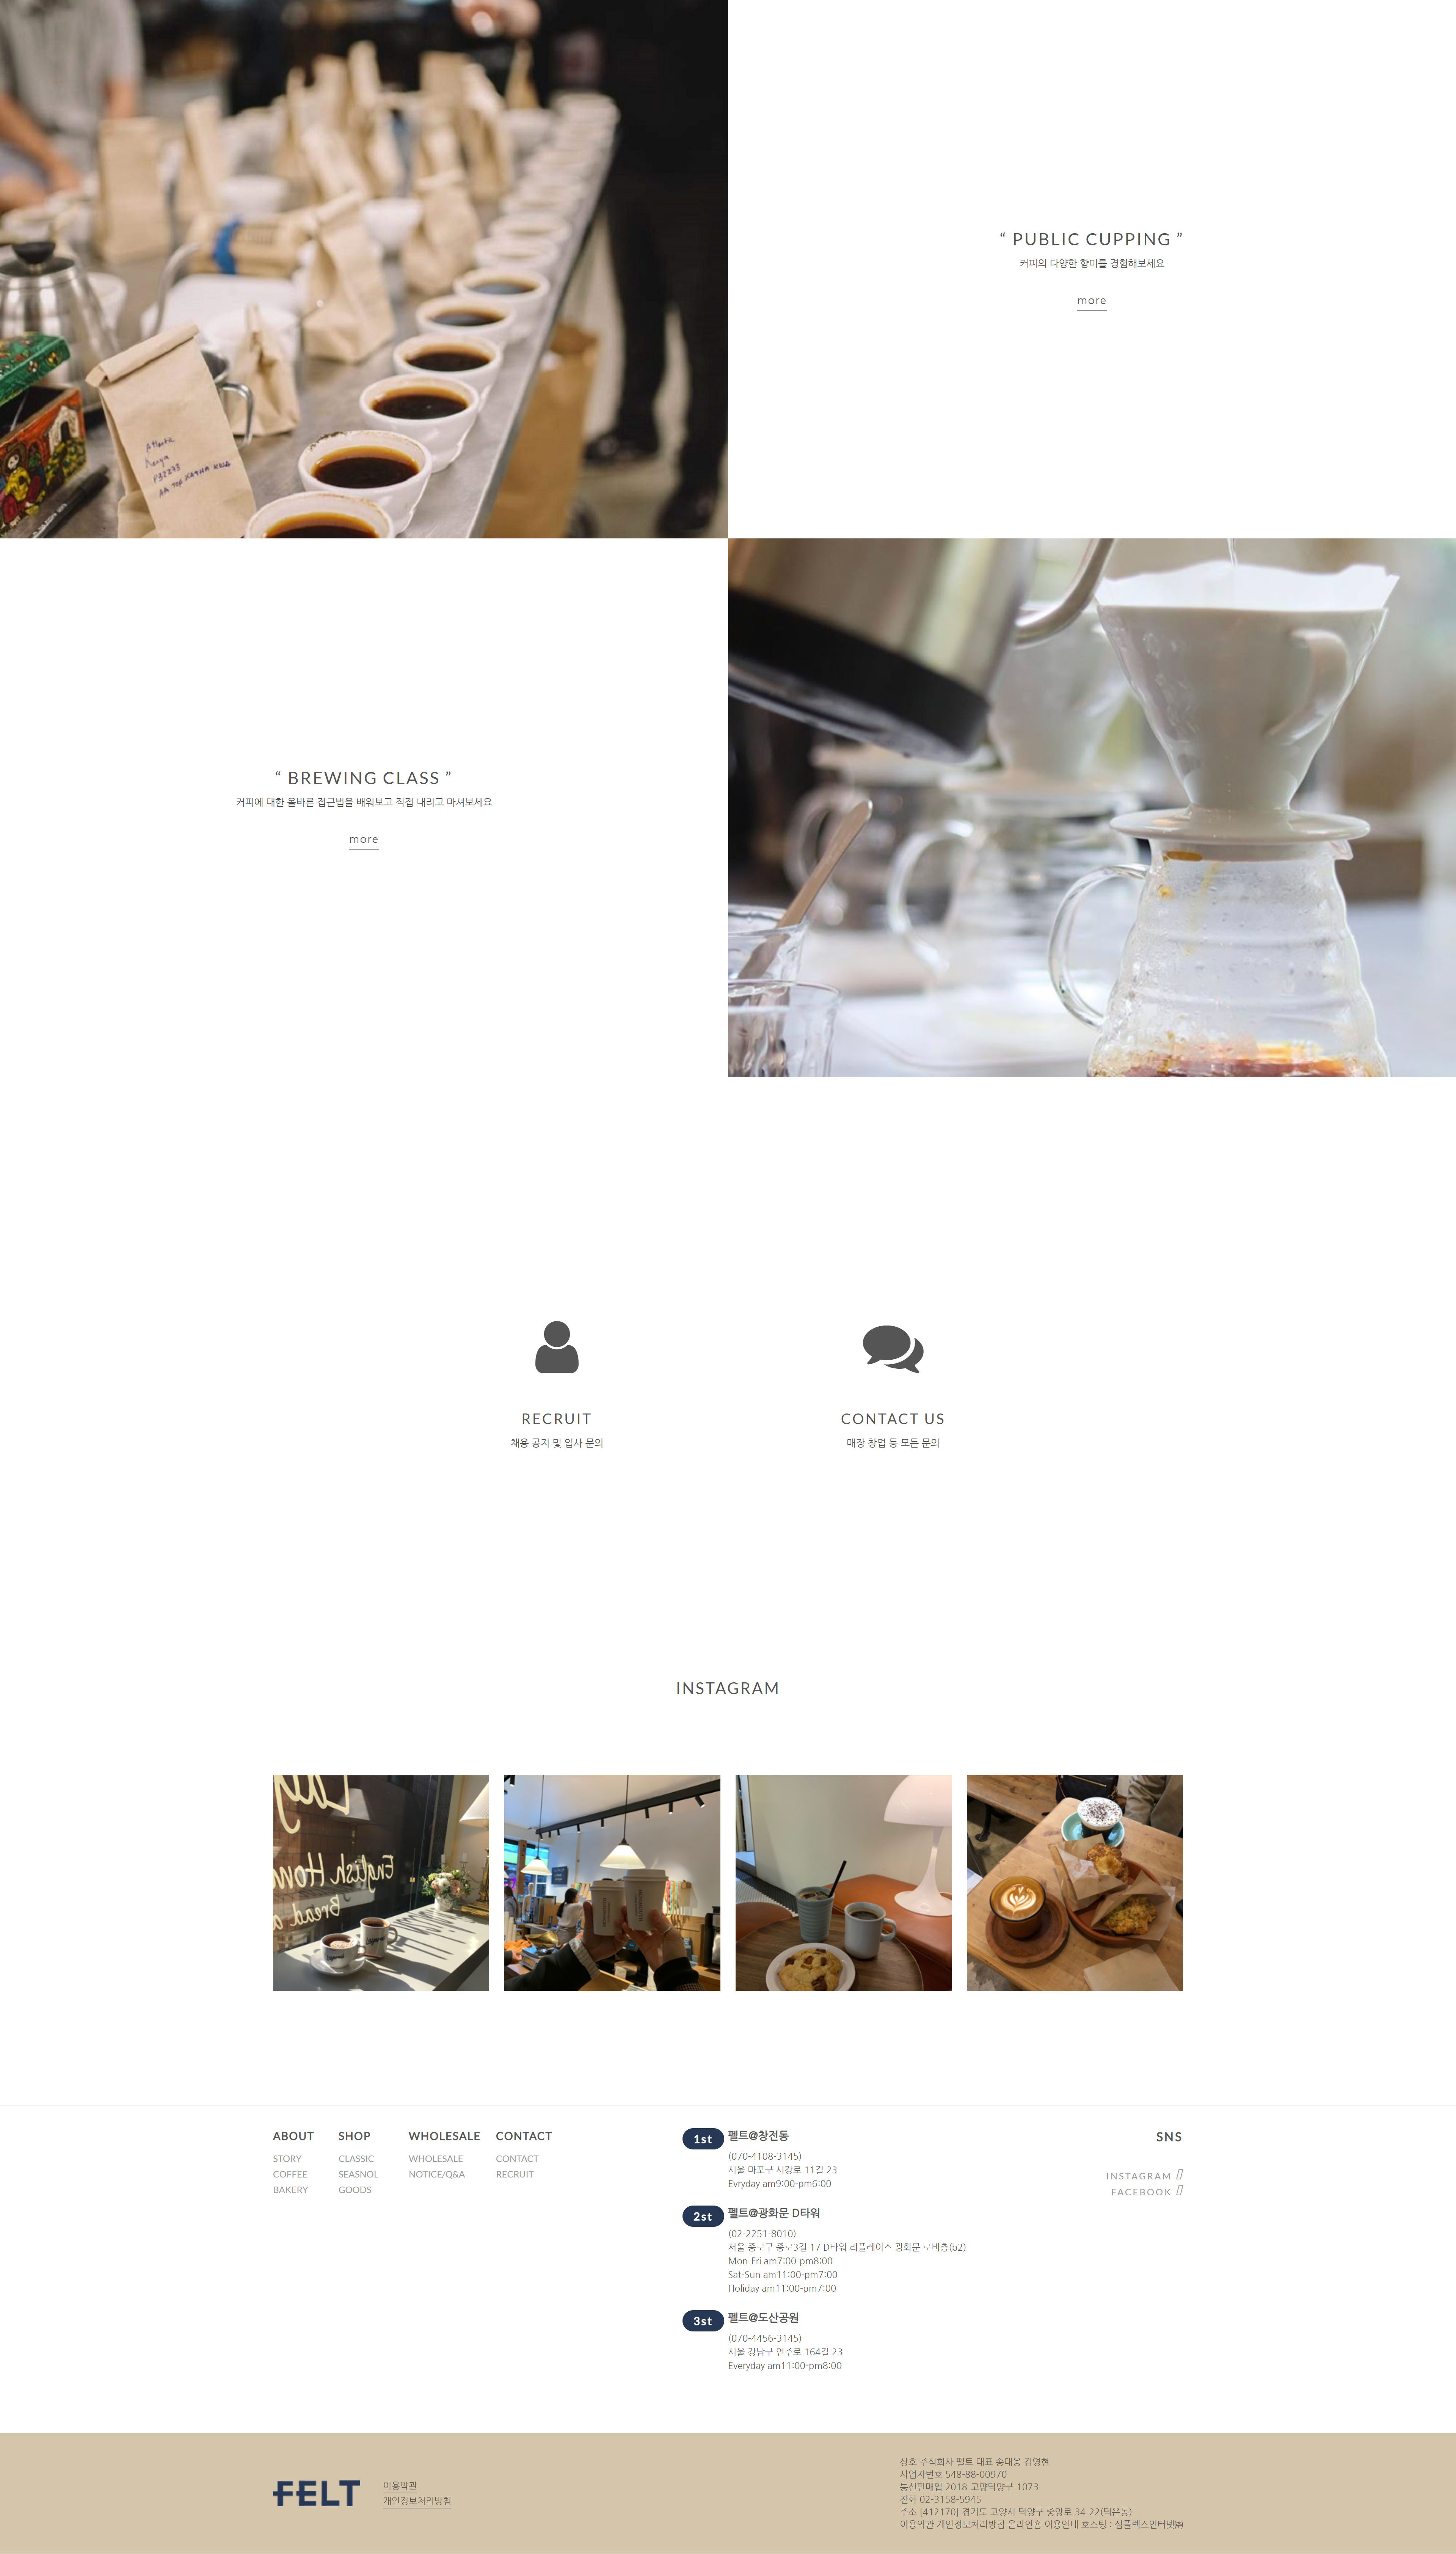 Atlantic
Kenya
“ PUBLIC CUPPING ”
커피의 다양한 향미를 경험해보세요
more
“ BREWING CLASS ”
커피에 대한 올바른 접근법을 배워보고 직접 내리고 마셔보세요
more
RECRUIT
채용 공지 및 입사 문의
CONTACT US
매장 창업 등 모든 문의
INSTAGRAM
English
Bread
ABOUT
STORY
COFFEE
BAKERY
SHOP
CLASSIC
SEASNOL
GOODS
WHOLESALE
WHOLESALE
NOTICE/Q&A
CONTACT
CONTACT
RECRUIT
1st 펠트@창전동
(070-4108-3145)
서울 마포구 서강로 11길 23
Evryday am9:00-pm6:00
2st 펠트@광화문 D타워
(02-2251-8010)
서울 종로구 종로3길 17 D타워 리플레이스 광화문 로비층(b2)
Mon-Fri am7:00-pm8:00
Sat-Sun am11:00-pm7:00
Holiday am11:00-pm7:00
3st 펠트@도산공원
(070-4456-3145)
서울 강남구 언주로 164길 23
Everyday am11:00-pm8:00
SNS
INSTAGRAM
FACEBOOK
FELT
이용약관
개인정보처리방침
상호 주식회사 펠트 대표 송대웅 김영현
사업자번호 548-88-00970
통신판매업 2018-고양덕양구-1073
전화 02-3158-5945
주소 [412170] 경기도 고양시 덕양구 중앙로 34-22(덕은동)
이용약관 개인정보처리방침 온라인숍 이용안내 호스팅 : 심플렉스인터넷㈜